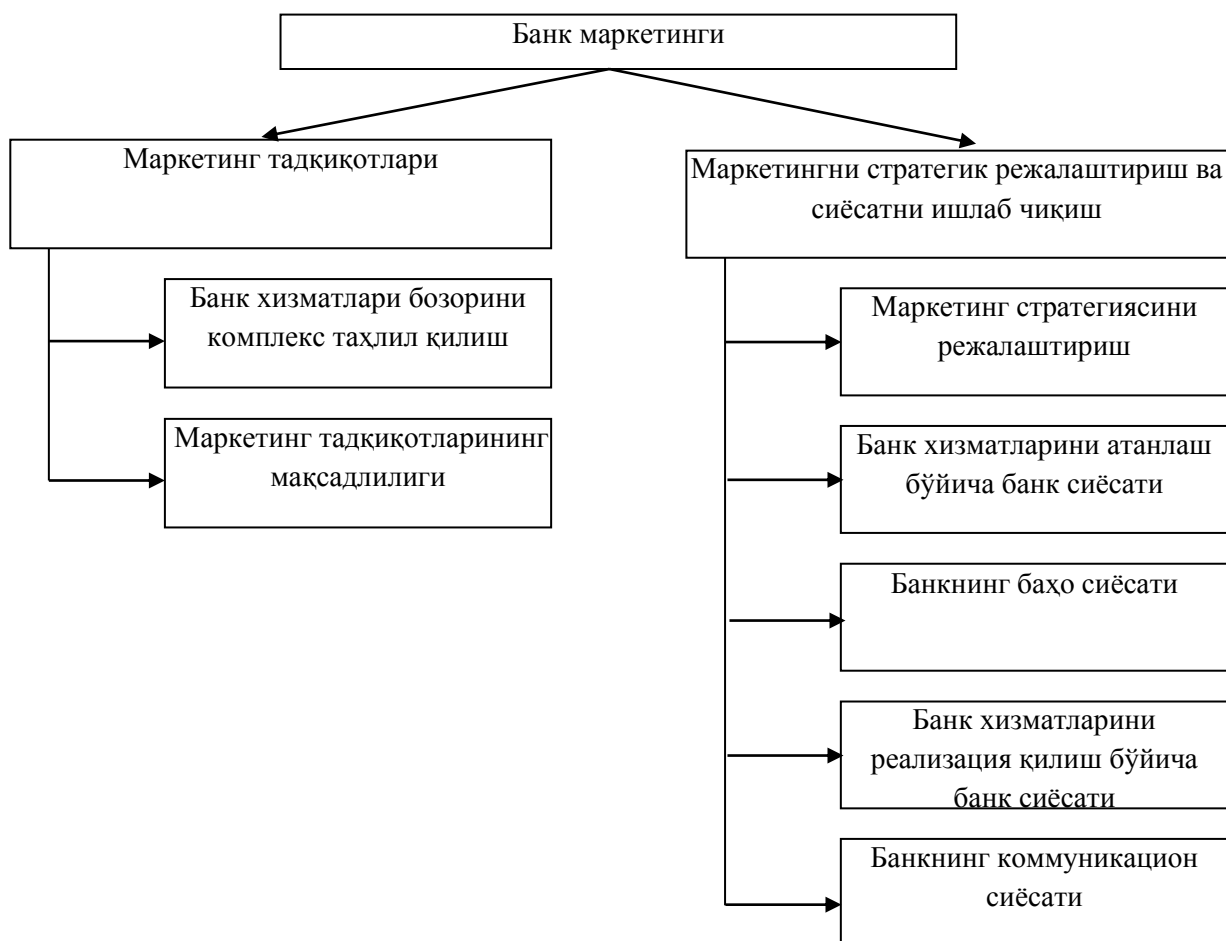 Банк маркетинги
Маркетинг тадқиқотлари
Банк хизматлари бозорини
комплекс таҳлил қилиш
Маркетинг тадқиқотларининг
мақсадлилиги
Маркетингни стратегик режалаштириш ва
сиёсатни ишлаб чиқиш
Маркетинг стратегиясини
режалаштириш
Банк хизматларини атанлаш
бўйича банк сиёсати
Банкнинг баҳо сиёсати
Банк хизматларини
реализация қилиш бўйича
банк сиёсати
Банкнинг коммуникацион
сиёсати